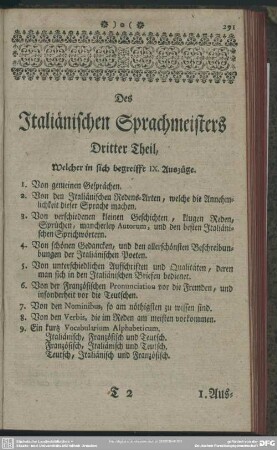 )o(
291
Des
Italiänischen Sprachmeisters
Dritter Theil,
Welcher in sich begreifft IX. Auszüge.
1. Von gemeinen Gesprächen.
2. Von den Italiänischen Redens-Arten, welche die Annehm-
lichkeit dieser Sprache machen.
3. Von verschiedenen kleinen Geschichten, klugen Reden,
Sprüchen, mancherley Autorum, und den besten Italiäni-
schen Sprichwörtern.
4. Von schönen Gedancken, und den allerschönsten Beschreibun-
gen der Italiänischen Poeten.
5. Von unterschiedlichen Auffschriften und Qualitäten, deren
man sich in den Italiänischen Briefen bedienet.
6. Von der Frantzösischen Pronunciation vor die Fremden, und
insonderheit vor die Teutschen.
7. Von den Nominibus, so am nöthigsten zu wissen sind.
8. Von den Verbis, die im Reden am meisten vorkommen.
9. Ein kurtz Vocabularium Alphabeticum.
Italiänisch, Frantzösisch und Teutsch.
Frantzösisch, Italiänisch und Teutsch.
Teutsch, Italiänisch und Frantzösisch.
T 2
1. Aus-
DFG